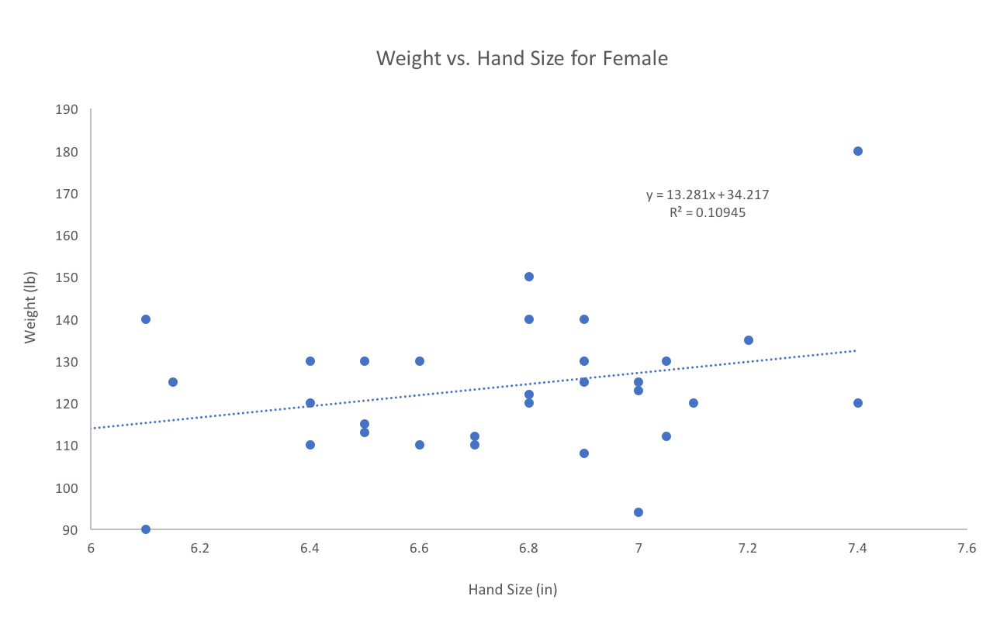 Weight vs. Hand Size for Female
190
180
170
160
150
140
130
120
110
100
90
Weight (lb)
y = 13.281x + 34.217
R² = 0.10945
6 6.2 6.4 6.6 6.8 7 7.2 7.4 7.6
Hand Size (in)